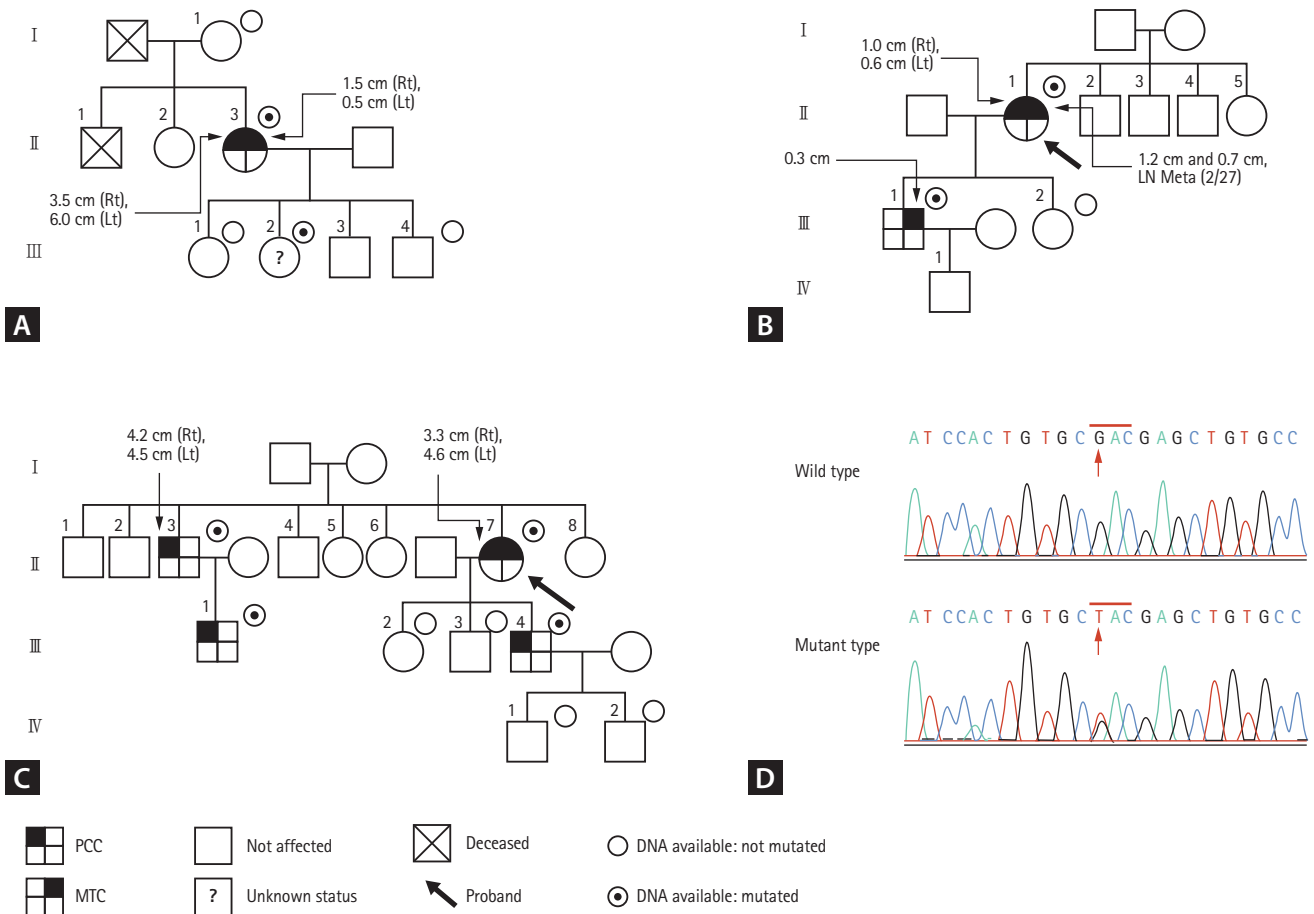 I
1
1.5 cm (Rt),
0.5 cm (Lt)
1
2
3
II
3.5 cm (Rt),
6.0 cm (Lt)
1
2
3
4
?
III
A
I
1.0 cm (Rt),
0.6 cm (Lt)
1
2
3
4
5
II
0.3 cm
1.2 cm and 0.7 cm,
LN Meta (2/27)
1
2
III
1
IV
B
4.2 cm (Rt),
4.5 cm (Lt)
3.3 cm (Rt),
4.6 cm (Lt)
I
1
2
3
4
5
6
7
8
II
1
2
3
4
III
1
2
IV
C
A T C C A C T G T G C G A C G A G C T G T G C C
Wild type
A T C C A C T G T G C T A C G A G C T G T G C C
Mutant type
D
PCC
Not affected
Deceased
DNA available: not mutated
MTC
?
Unknown status
Proband
DNA available: mutated